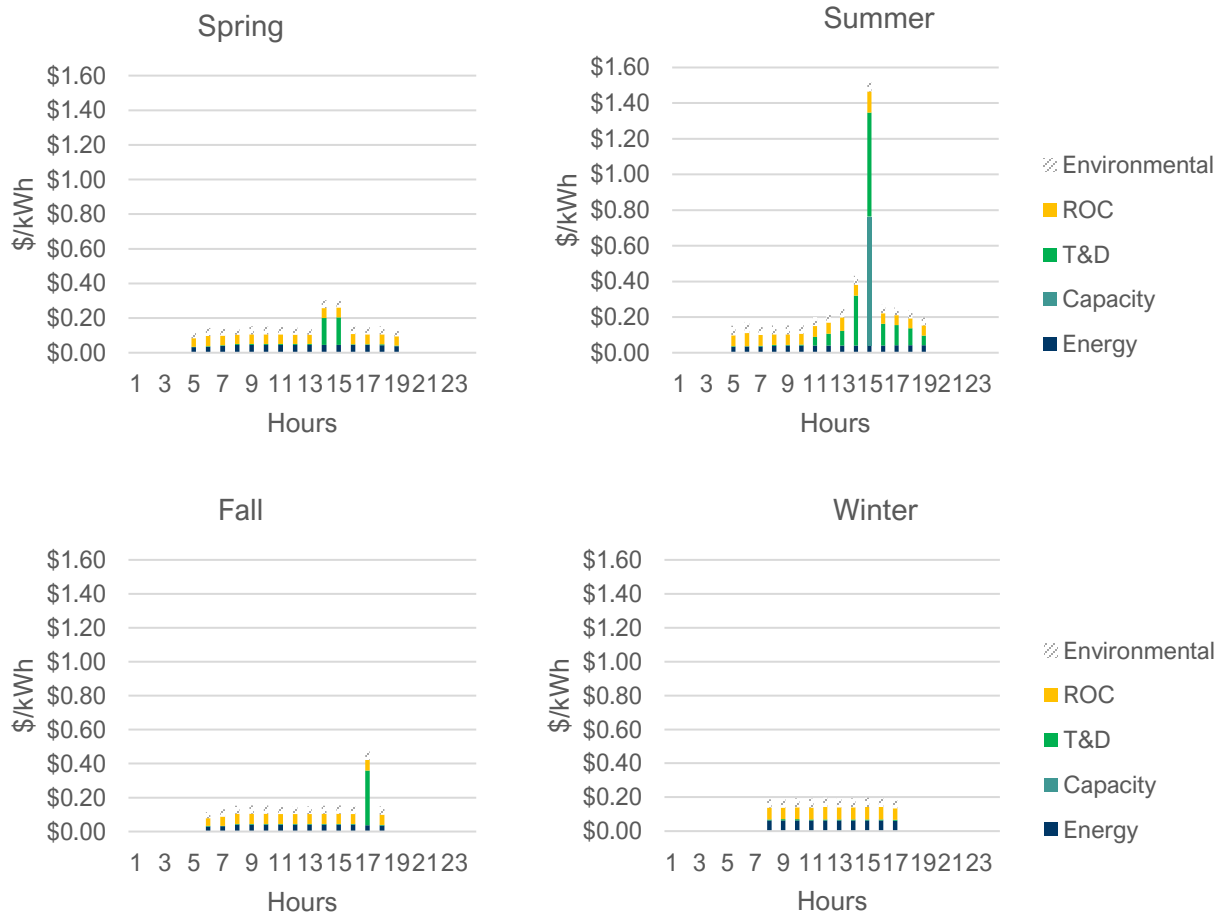 Spring
$1.60
$1.40
$1.20
$1.00
$0.80
$0.60
$0.40
$0.20
$0.00
$/kWh
1 3 5 7 9 11 13 15 17 19 21 23
Hours
Summer
$1.60
$1.40
$1.20
$1.00
$0.80
$0.60
$0.40
$0.20
$0.00
$/kWh
1 3 5 7 9 11 13 15 17 19 21 23
Hours
Environmental
ROC
T&D
Capacity
Energy
Fall
$1.60
$1.40
$1.20
$1.00
$0.80
$0.60
$0.40
$0.20
$0.00
$/kWh
1 3 5 7 9 11 13 15 17 19 21 23
Hours
Winter
$1.60
$1.40
$1.20
$1.00
$0.80
$0.60
$0.40
$0.20
$0.00
$/kWh
1 3 5 7 9 11 13 15 17 19 21 23
Hours
Environmental
ROC
T&D
Capacity
Energy